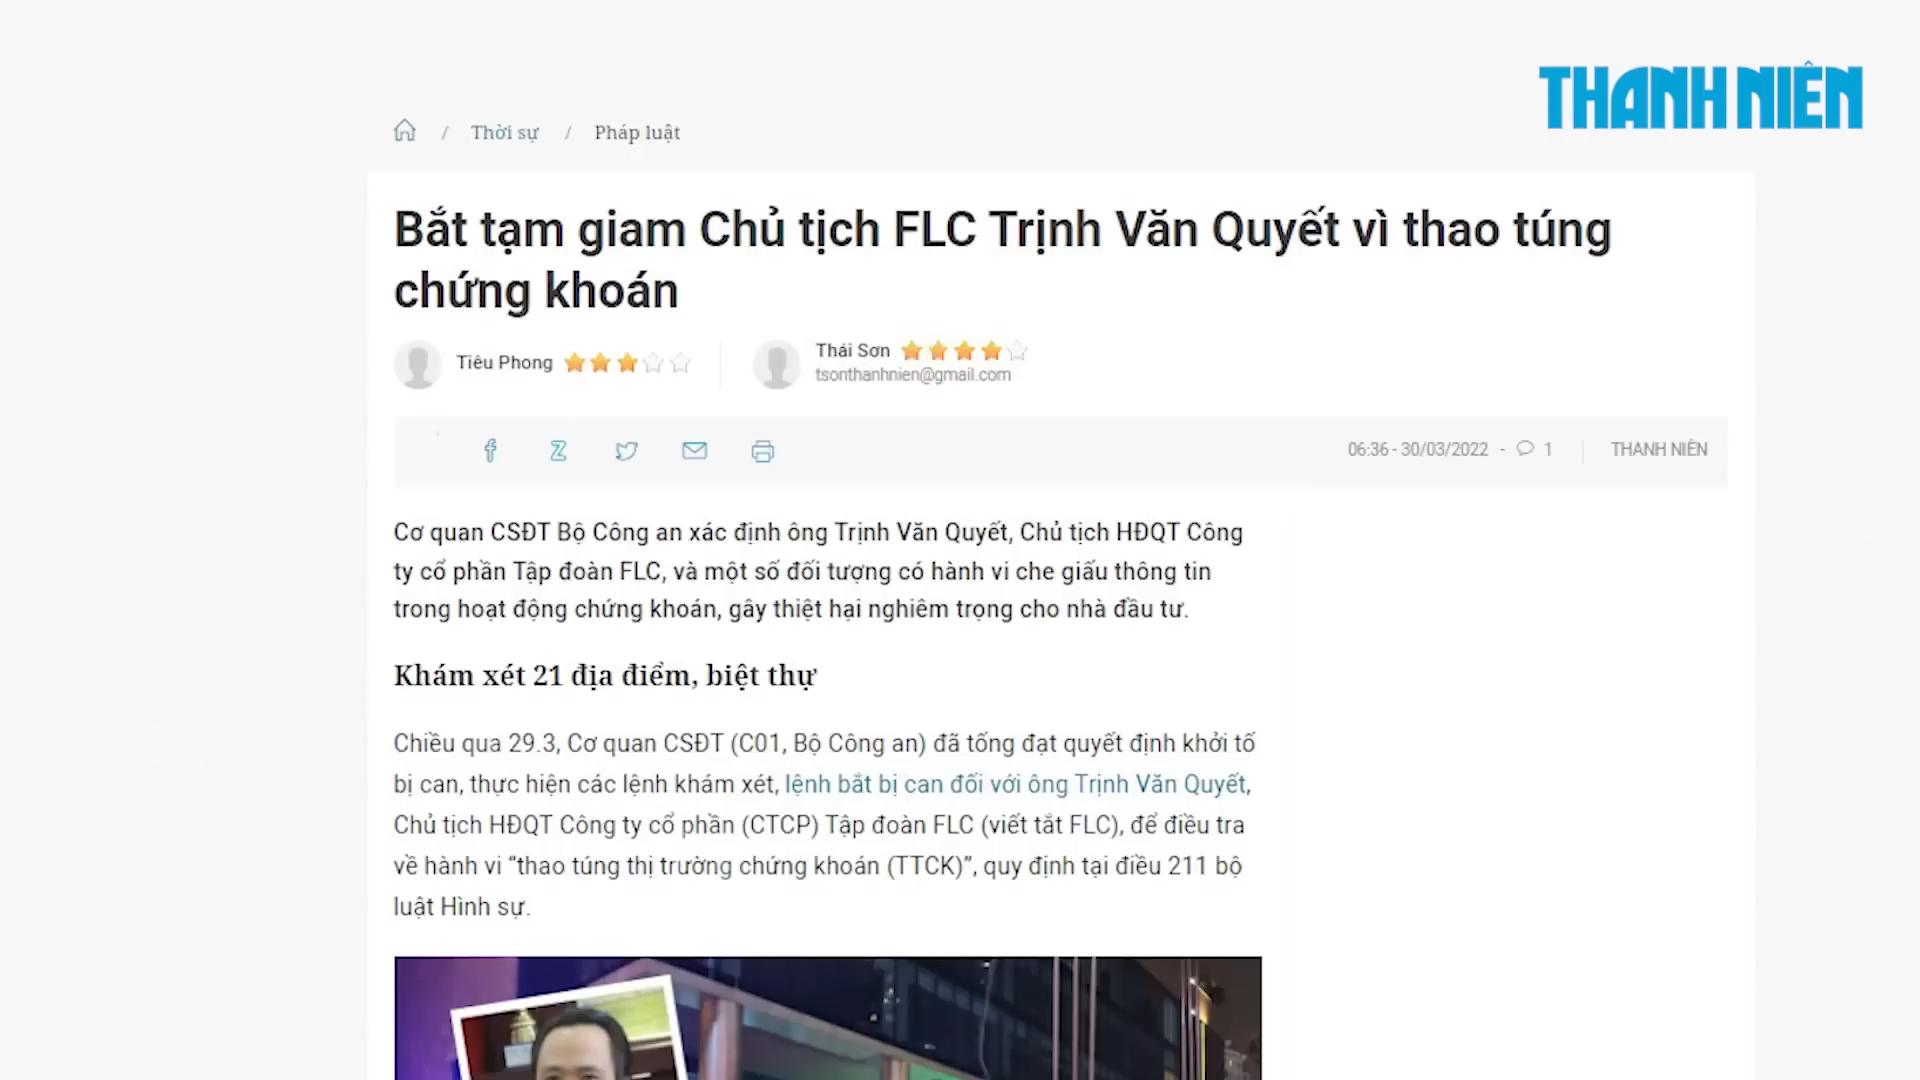 THANH NIÊN
/ Thời sự / Pháp luật
Bắt tạm giam Chủ tịch FLC Trịnh Văn Quyết vì thao túng
chứng khoán
Tiêu Phong
Thái Sơn
tsonthanhnien@gmail.com
06:36 - 30/03/2022 - 1 THANH NIÊN
Cơ quan CSĐT Bộ Công an xác định ông Trịnh Văn Quyết, Chủ tịch HĐQT Công
ty cổ phần Tập đoàn FLC, và một số đối tượng có hành vi che giấu thông tin
trong hoạt động chứng khoán, gây thiệt hại nghiêm trọng cho nhà đầu tư.
Khám xét 21 địa điểm, biệt thự
Chiều qua 29.3, Cơ quan CSĐT (C01, Bộ Công an) đã tống đạt quyết định khởi tố
bị can, thực hiện các lệnh khám xét, lệnh bắt bị can đối với ông Trịnh Văn Quyết,
Chủ tịch HĐQT Công ty cổ phần (CTCP) Tập đoàn FLC (viết tắt FLC), để điều tra
về hành vi “thao túng thị trường chứng khoán (TTCK)”, quy định tại điều 211 bộ
luật Hình sự.